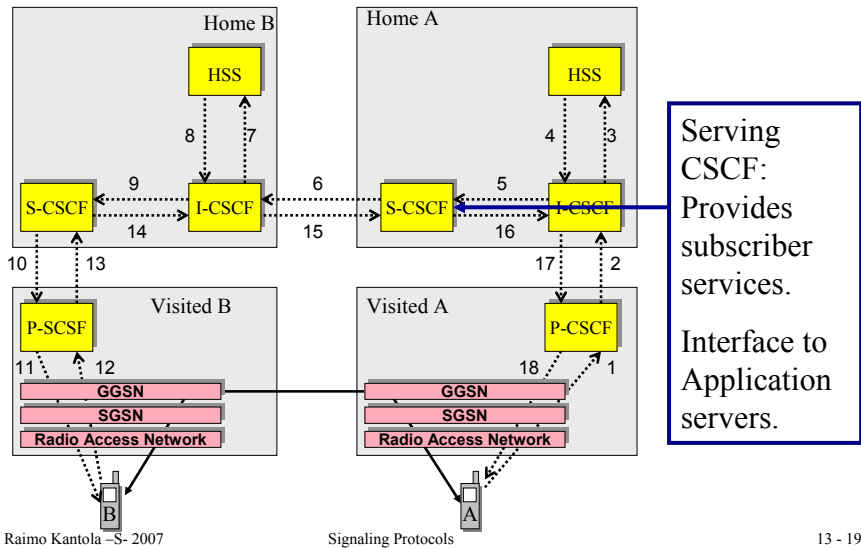 Home B
Home A
HSS
HSS
8
7
4
3
9
6
5
S-CSCF
I-CSCF
S-CSCF
I-CSCF
14
15
16
10
13
17
2
Visited B
Visited A
P-SCSF
P-CSCF
11
12
18
1
GGSN
GGSN
SGSN
SGSN
Radio Access Network
Radio Access Network
B
A
Serving
CSCF:
Provides
subscriber
services.
Interface to
Application
servers.
Raimo Kantola –S- 2007
Signaling Protocols
13 - 19